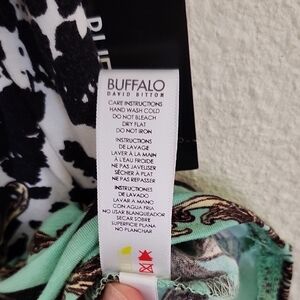 BUFFALO
DAVID BITTON
CARE INSTRUCTIONS
HAND WASH COLD
DO NOT BLEACH
DRY FLAT
DO NOT IRON
INSTRUCTIONS
DE LAVAGE
LAVER À LA MAIN
À L'EAU FROIDE
NE PAS JAVELLISER
SÉCHER À PLAT
NE PAS REPASSER
INSTRUCCIONES
DE LAVADO
LAVAR A MANO
CON AGUA FRIA
NO USAR BLANQUEADOR
SECAR SOBRE
SUPERFICIE PLANA
NO PLANCHAR